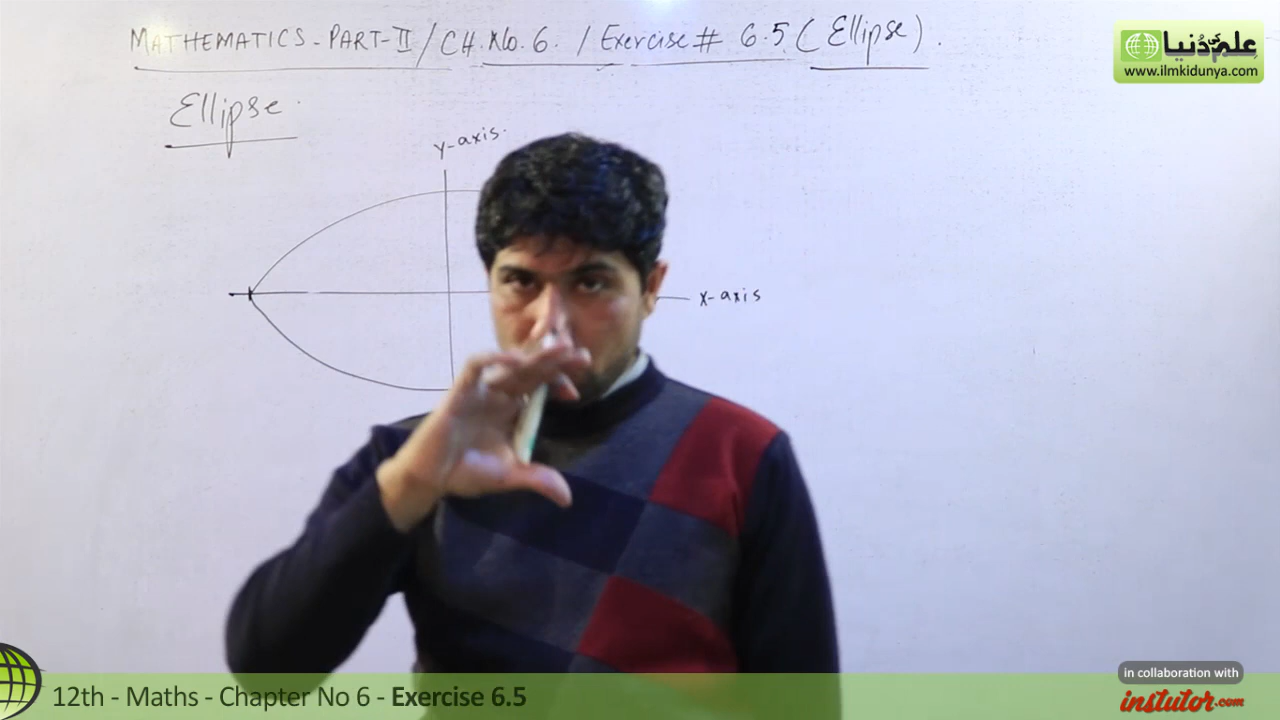 MATHEMATICS - PART-II / CH. No. 6. / Exercise # 6.5 ( Ellipse ) .
علم کی دنیا
www.ilmkidunya.com
Ellipse .
y-axis.
x-axis
in collaboration with
instutor.com
12th - Maths - Chapter No 6 - Exercise 6.5